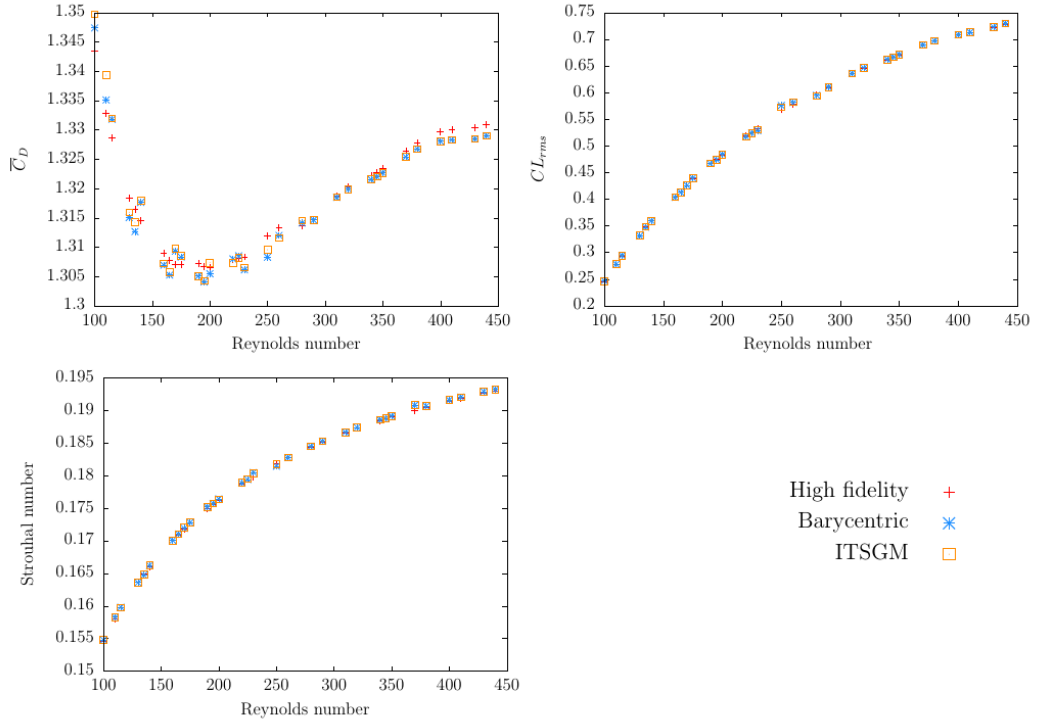 1.35
1.345
1.34
1.335
1.33
1.325
1.32
1.315
1.31
1.305
1.3
C̅_D
100 150 200 250 300 350 400 450
Reynolds number
0.75
0.7
0.65
0.6
0.55
0.5
0.45
0.4
0.35
0.3
0.25
0.2
CL_rms
100 150 200 250 300 350 400 450
Reynolds number
0.195
0.19
0.185
0.18
0.175
0.17
0.165
0.16
0.155
0.15
Strouhal number
100 150 200 250 300 350 400 450
Reynolds number
High fidelity
Barycentric
ITSGM